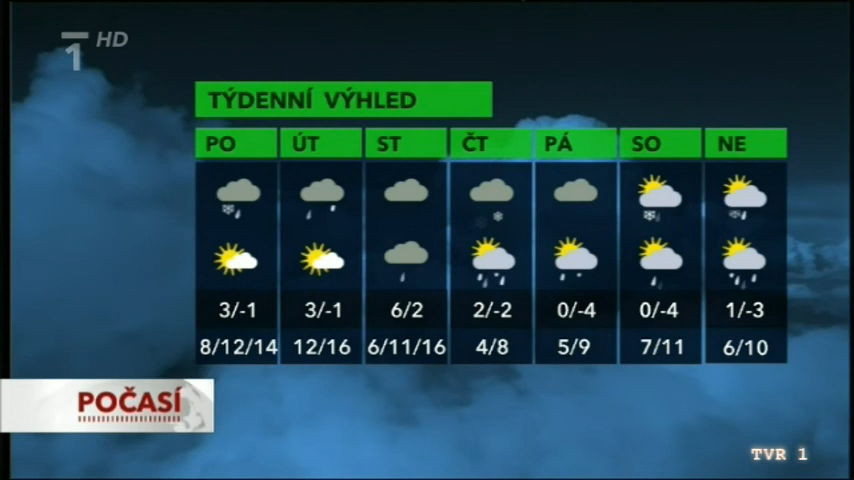 1 HD
TÝDENNÍ VÝHLED
PO ÚT ST ČT PÁ SO NE
3/-1 3/-1 6/2 2/-2 0/-4 0/-4 1/-3
8/12/14 12/16 6/11/16 4/8 5/9 7/11 6/10
POČASÍ
TVR 1